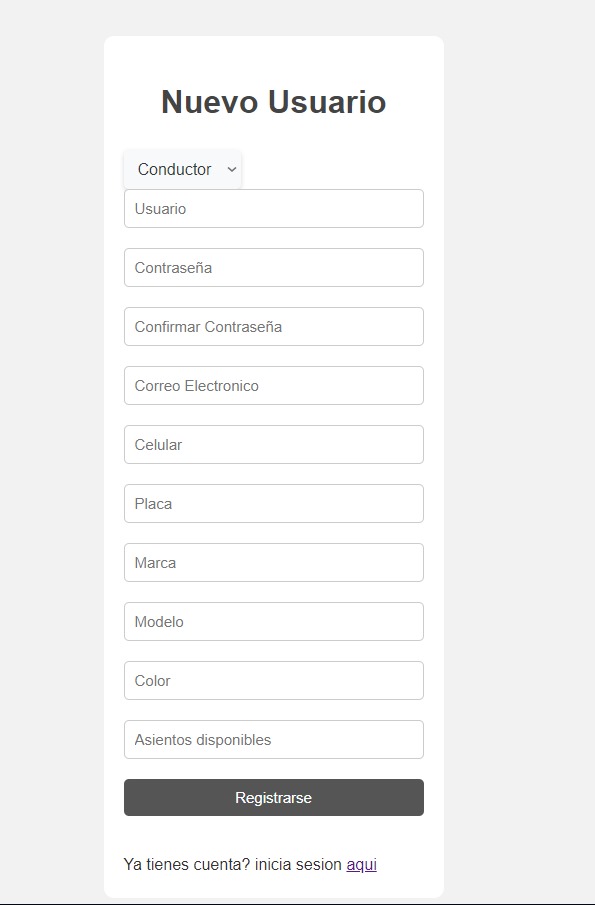 Nuevo Usuario
Conductor
Usuario
Contraseña
Confirmar Contraseña
Correo Electronico
Celular
Placa
Marca
Modelo
Color
Asientos disponibles
Registrarse
Ya tienes cuenta? inicia sesion aqui